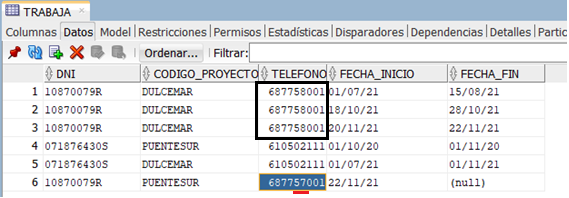 TRABAJA
Columnas Datos Model Restricciones Permisos Estadísticas Disparadores Dependencias Detalles Partic
Ordenar... Filtrar:
DNI CODIGO_PROYECTO TELEFONO FECHA_INICIO FECHA_FIN
1 10870079R DULCEMAR 687758001 01/07/21 15/08/21
2 10870079R DULCEMAR 687758001 18/10/21 28/10/21
3 10870079R DULCEMAR 687758001 20/11/21 22/11/21
4 071876430S PUENTESUR 610502111 01/10/20 01/11/20
5 071876430S DULCEMAR 610502111 01/07/21 01/11/21
6 10870079R PUENTESUR 687757001 22/11/21 (null)